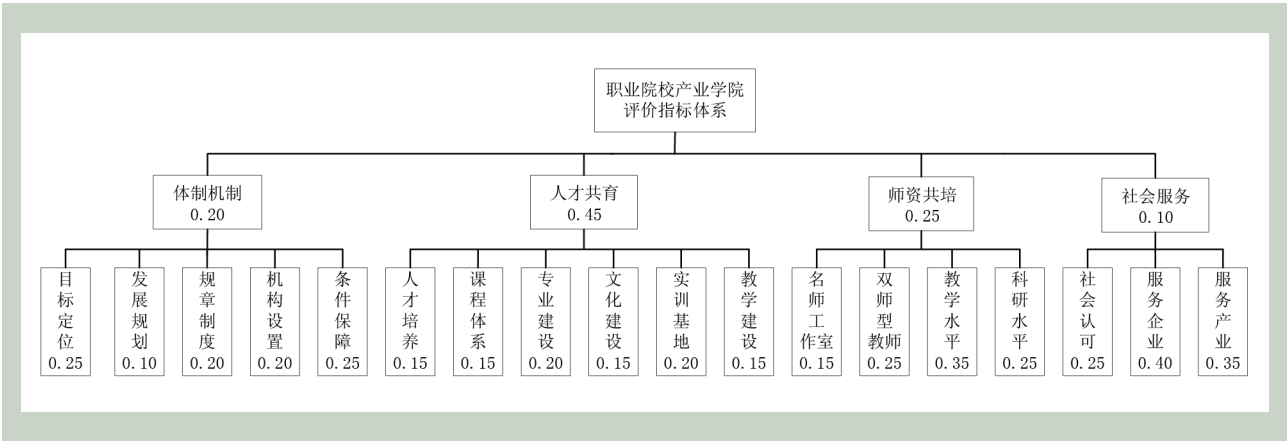 职业院校产业学院
评价指标体系
体制机制
0.20
人才共育
0.45
师资共培
0.25
社会服务
0.10
目标定位
0.25
发展规划
0.10
规章制度
0.20
机构设置
0.20
条件保障
0.25
人才培养
0.15
课程体系
0.15
专业建设
0.20
文化建设
0.15
实训基地
0.20
教学建设
0.15
名师工作室
0.15
双师型教师
0.25
教学水平
0.35
科研水平
0.25
社会认可
0.25
服务企业
0.40
服务产业
0.35